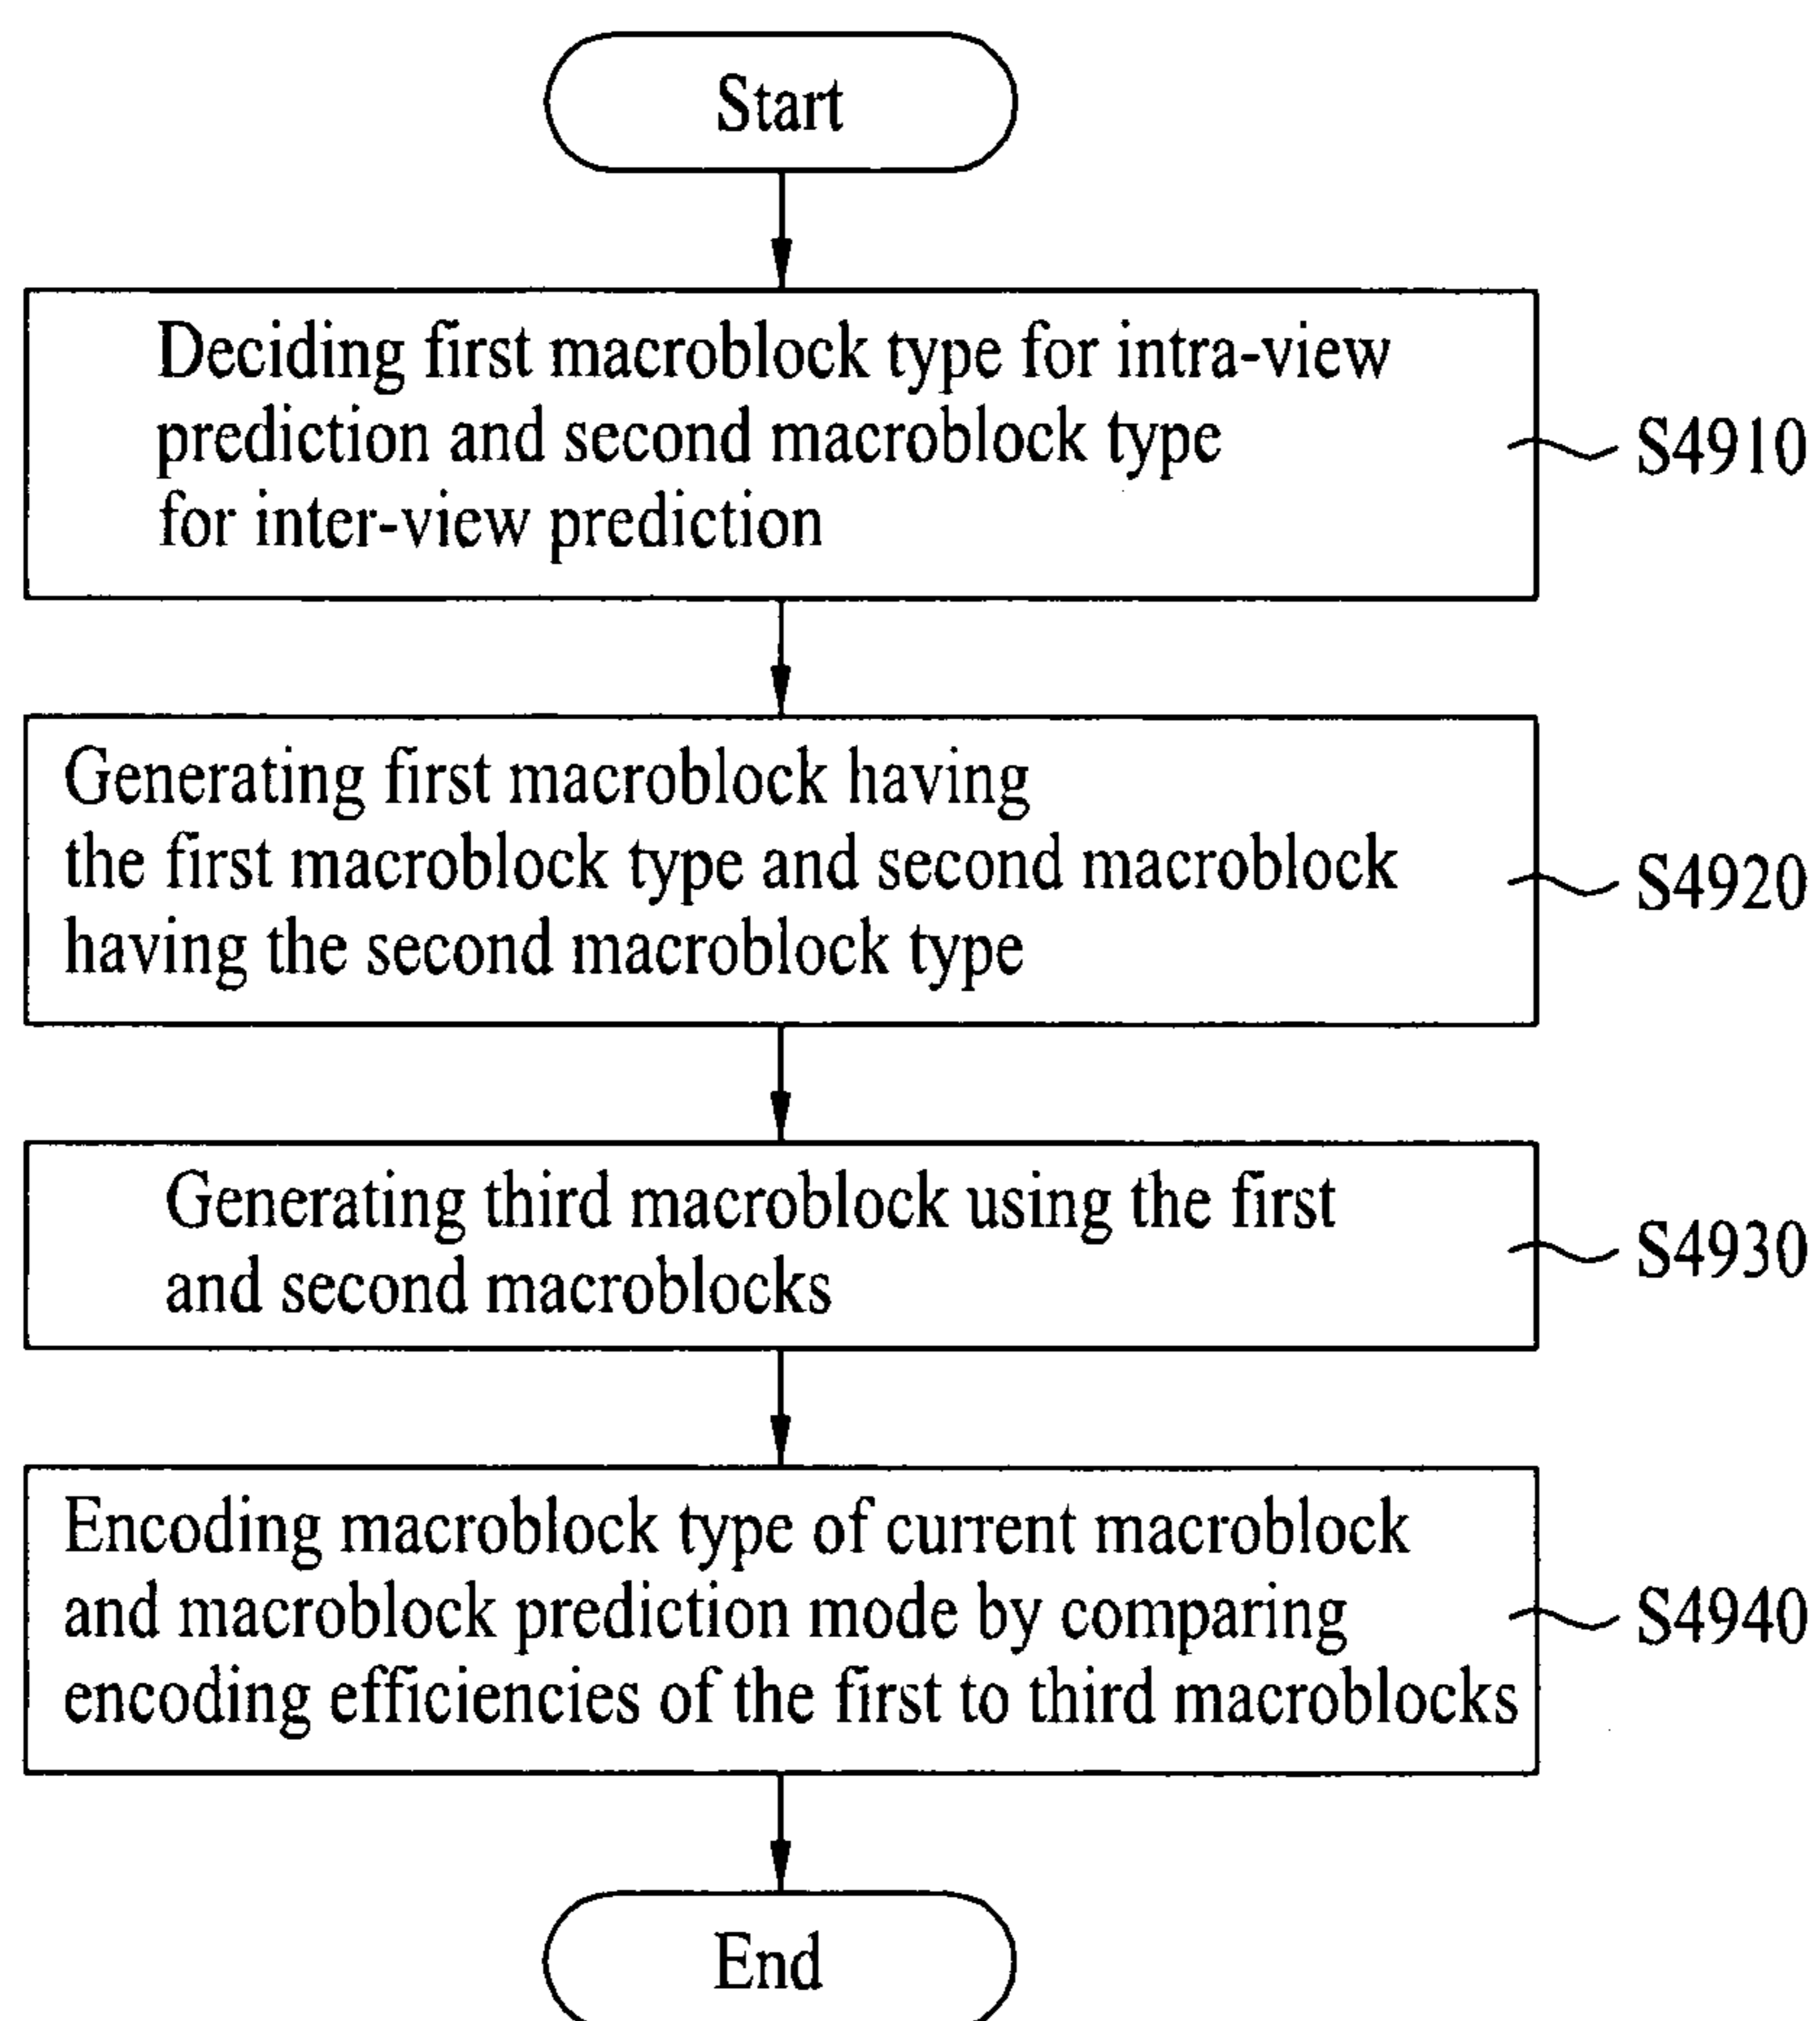 Start
Deciding first macroblock type for intra-view
prediction and second macroblock type
for inter-view prediction
S4910
Generating first macroblock having
the first macroblock type and second macroblock
having the second macroblock type
S4920
Generating third macroblock using the first
and second macroblocks
S4930
Encoding macroblock type of current macroblock
and macroblock prediction mode by comparing
encoding efficiencies of the first to third macroblocks
S4940
End